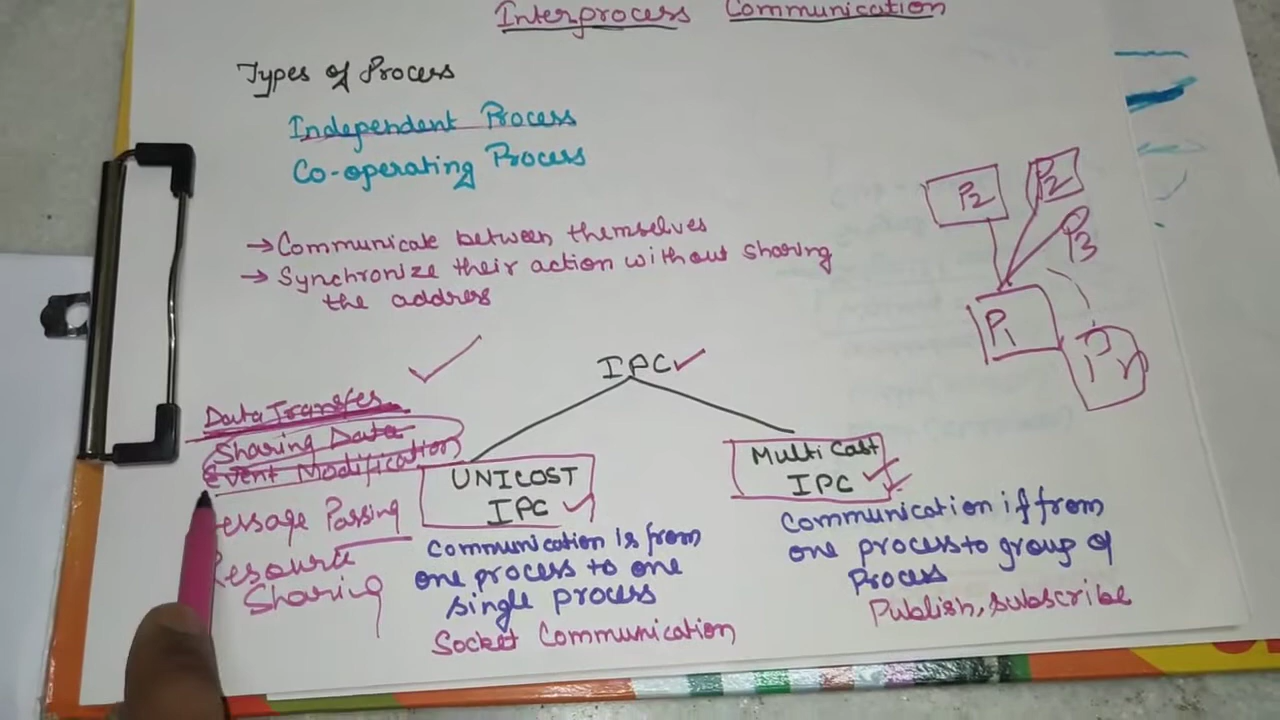 Interprocess Communication
Types of Process
Independent Process
Co-operating Process
→ Communicate between themselves
→ Synchronize their action without sharing
the address
P2
P2
P3
P1
Pn
IPC
Data Transfer
Sharing Data
Event Modification
essage Passing
Resource
Sharing
UNICOST
IPC
Communication is from
one process to one
single process
Socket Communication
Multi Cast
IPC
Communication if from
one process to group of
Process
Publish, subscribe